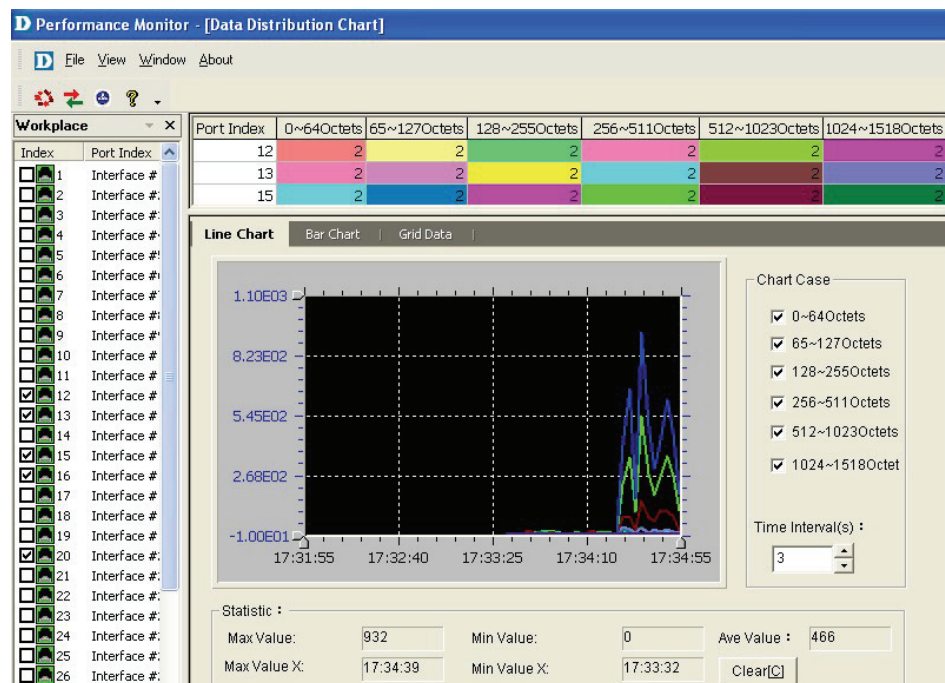 D Performance Monitor - [Data Distribution Chart]
D File View Window About
Workplace
Index Port Index
1 Interface #
2 Interface #
3 Interface #
4 Interface #
5 Interface #
6 Interface #
7 Interface #
8 Interface #
9 Interface #
10 Interface #
11 Interface #
12 Interface #
13 Interface #
14 Interface #
15 Interface #
16 Interface #
17 Interface #
18 Interface #
19 Interface #
20 Interface #
21 Interface #
22 Interface #
23 Interface #
24 Interface #
25 Interface #
26 Interface #
Port Index 0~64Octets 65~127Octets 128~255Octets 256~511Octets 512~1023Octets 1024~1518Octets
12 2 2 2 2 2 2
13 2 2 2 2 2 2
15 2 2 2 2 2 2
Line Chart Bar Chart | Grid Data |
1.10E03
8.23E02
5.45E02
2.68E02
-1.00E01
17:31:55 17:32:40 17:33:25 17:34:10 17:34:55
Chart Case
0~64Octets
65~127Octets
128~255Octets
256~511Octets
512~1023Octets
1024~1518Octet
Time Interval(s) :
3
Statistic :
Max Value: 932 Min Value: 0 Ave Value : 466
Max Value X: 17:34:39 Min Value X: 17:33:32 Clear[C]